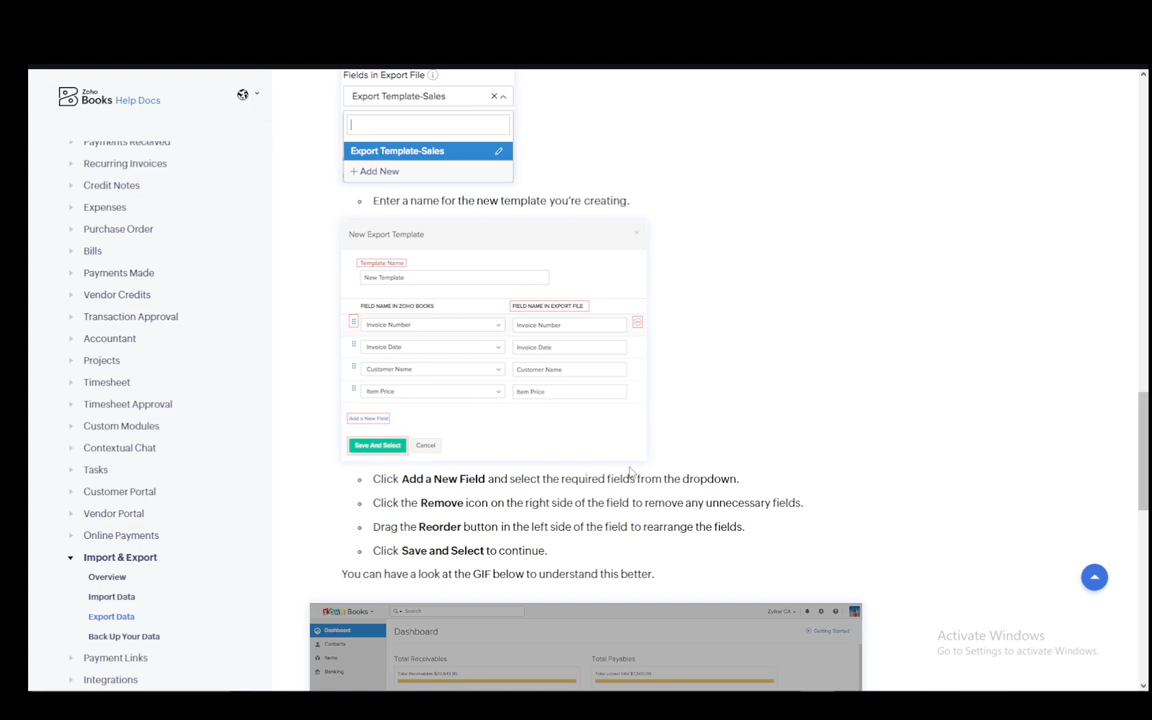 Zoho
Books Help Docs
Payments Received
Recurring Invoices
Credit Notes
Expenses
Purchase Order
Bills
Payments Made
Vendor Credits
Transaction Approval
Accountant
Projects
Timesheet
Timesheet Approval
Custom Modules
Contextual Chat
Tasks
Customer Portal
Vendor Portal
Online Payments
Import & Export
Overview
Import Data
Export Data
Back Up Your Data
Payment Links
Integrations
Fields in Export File
Export Template-Sales
Export Template-Sales
+ Add New
Enter a name for the new template you're creating.
New Export Template
Template Name
New Template
FIELD NAME IN ZOHO BOOKS FIELD NAME IN EXPORT FILE
Invoice Number Invoice Number
Invoice Date Invoice Date
Customer Name Customer Name
Item Price Item Price
Add a New Field
Save And Select Cancel
Click Add a New Field and select the required fields from the dropdown.
Click the Remove icon on the right side of the field to remove any unnecessary fields.
Drag the Reorder button in the left side of the field to rearrange the fields.
Click Save and Select to continue.
You can have a look at the GIF below to understand this better.
Books Search
Dashboard Dashboard Getting Started
Contacts
Items
Banking
Total Receivables Total Payables
Activate Windows
Go to Settings to activate Windows.